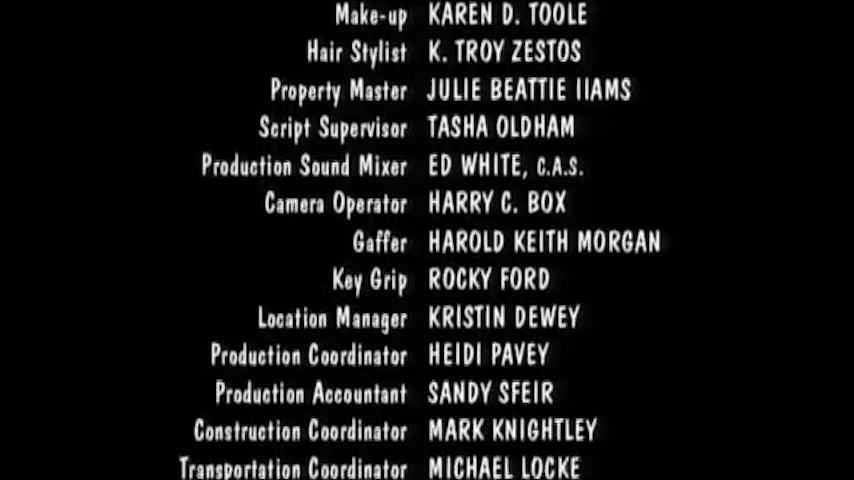 Make-up KAREN D. TOOLE
Hair Stylist K. TROY ZESTOS
Property Master JULIE BEATTIE IIAMS
Script Supervisor TASHA OLDHAM
Production Sound Mixer ED WHITE, C.A.S.
Camera Operator HARRY C. BOX
Gaffer HAROLD KEITH MORGAN
Key Grip ROCKY FORD
Location Manager KRISTIN DEWEY
Production Coordinator HEIDI PAVEY
Production Accountant SANDY SFEIR
Construction Coordinator MARK KNIGHTLEY
Transportation Coordinator MICHAEL LOCKE